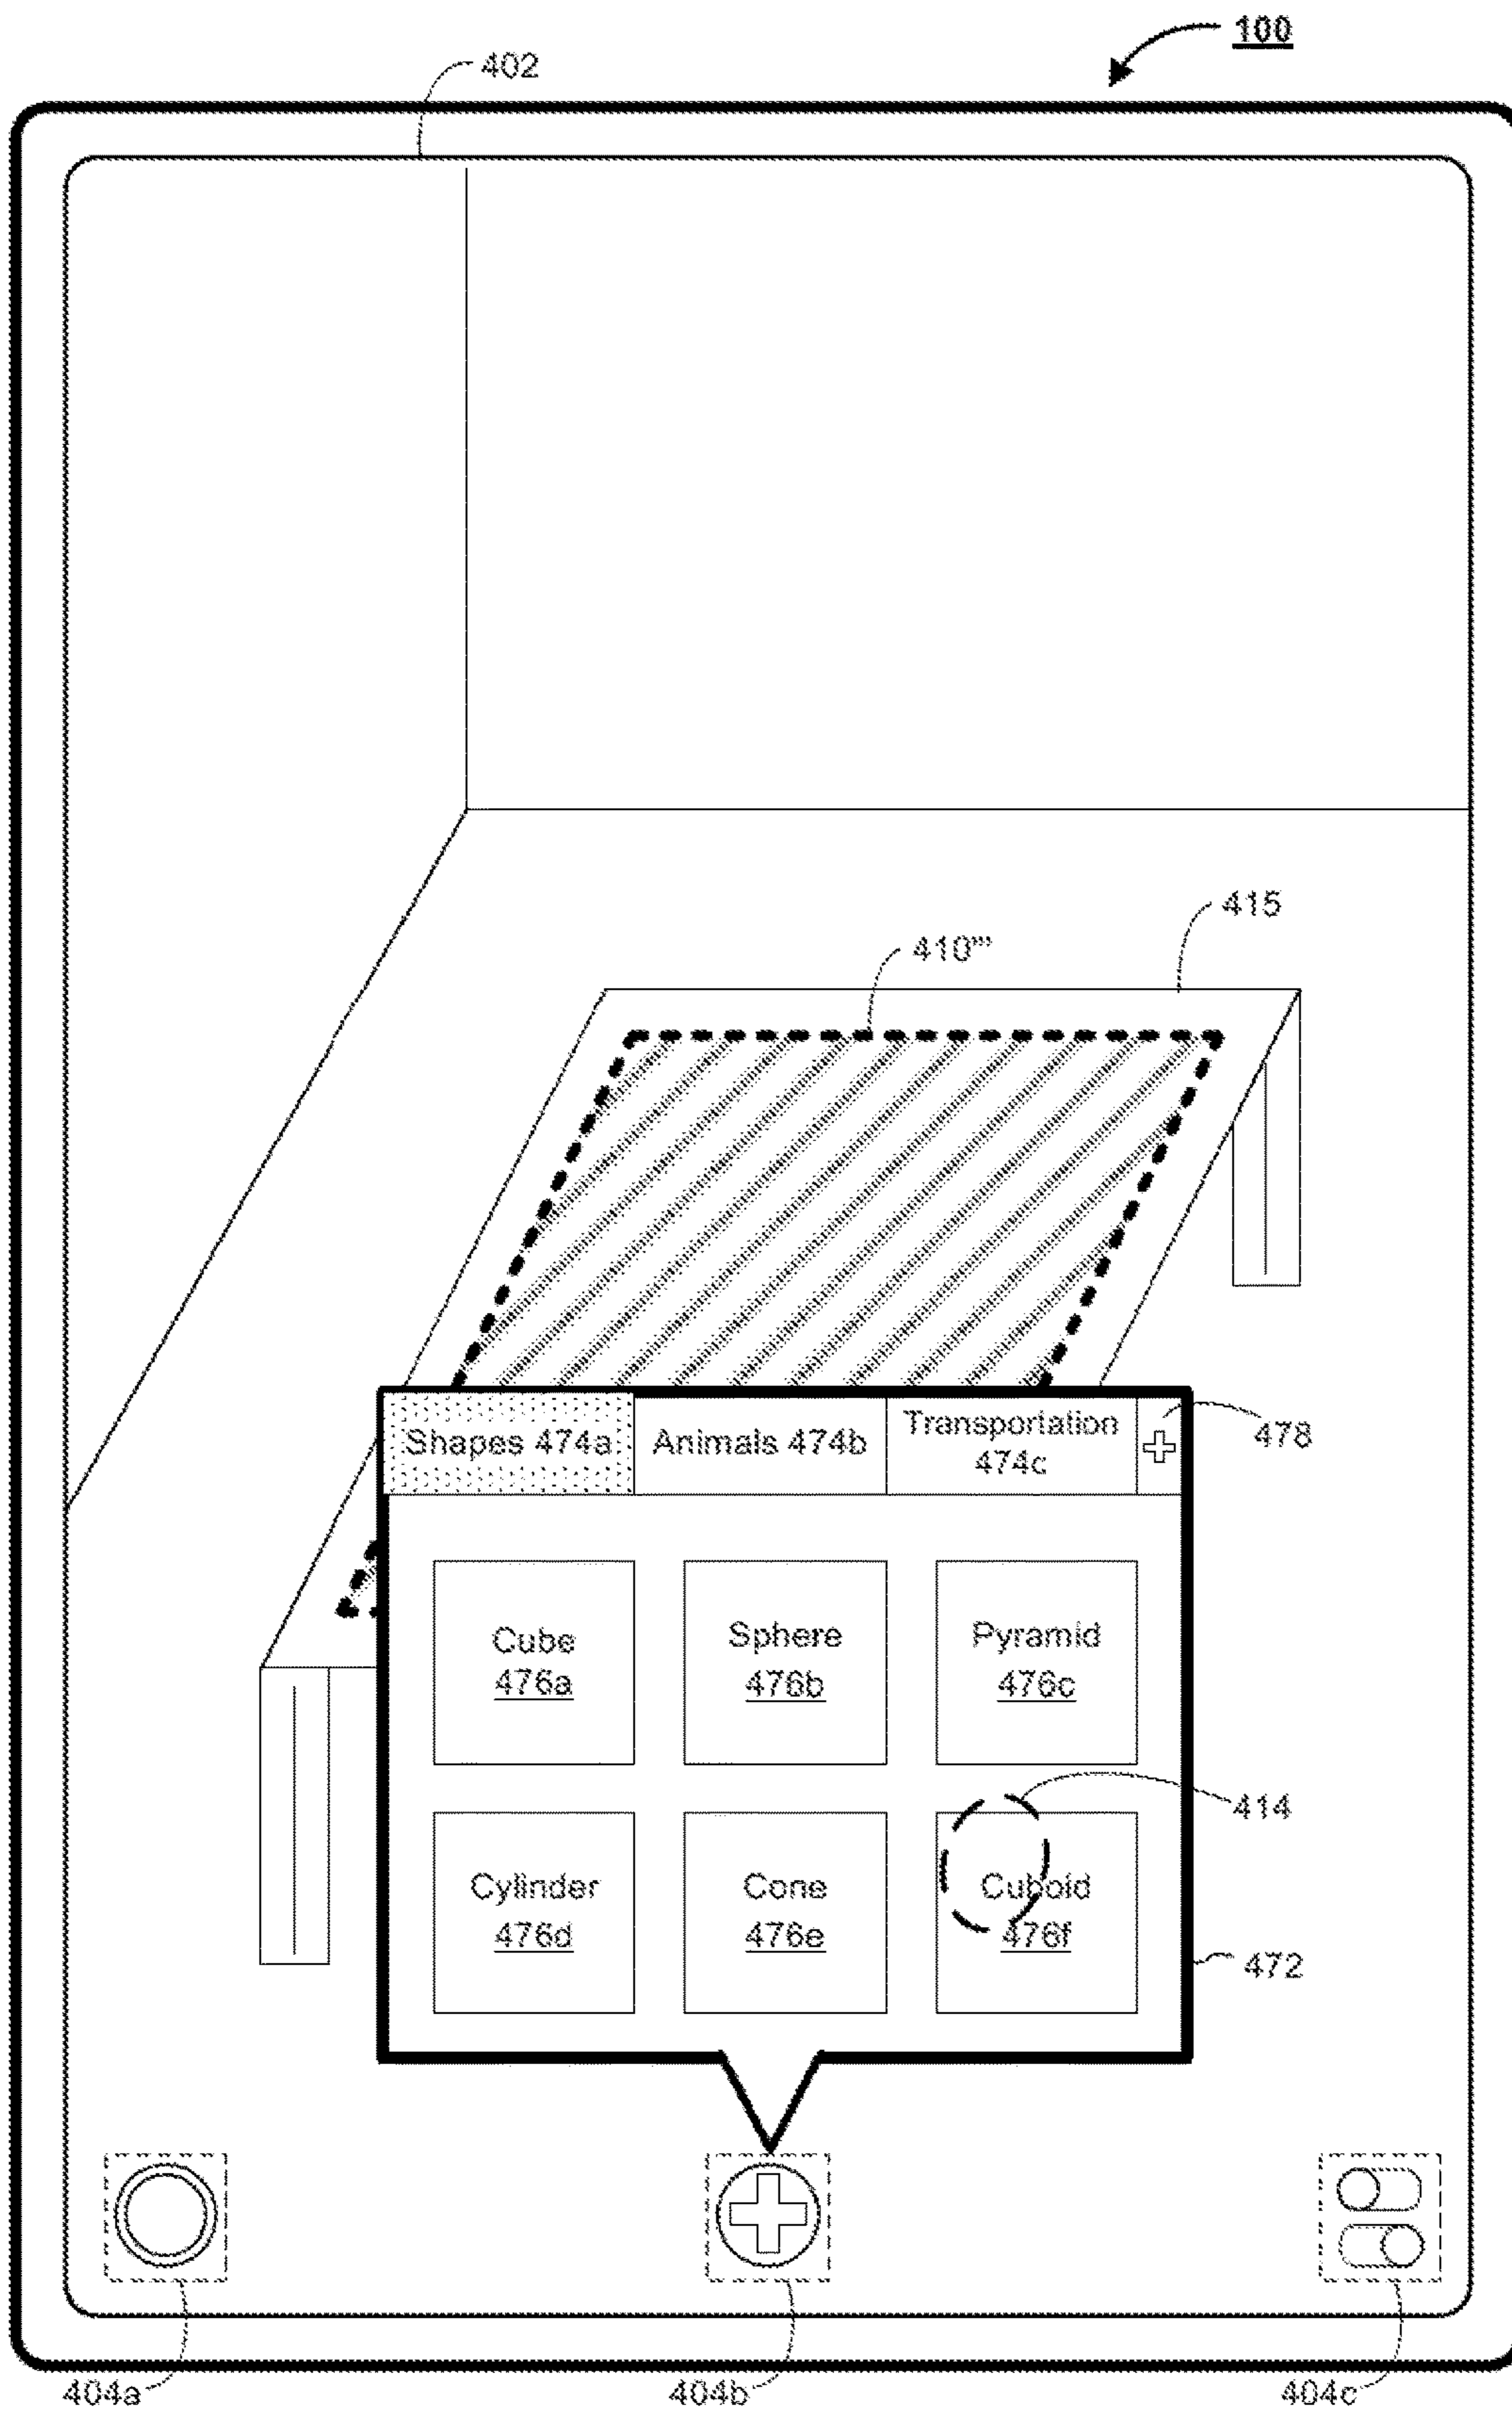 100
402
415
410'''
Shapes 474a
Animals 474b
Transportation
474c
478
Cube
476a
Sphere
476b
Pyramid
476c
414
Cylinder
476d
Cone
476e
Cuboid
476f
472
404a
404b
404c